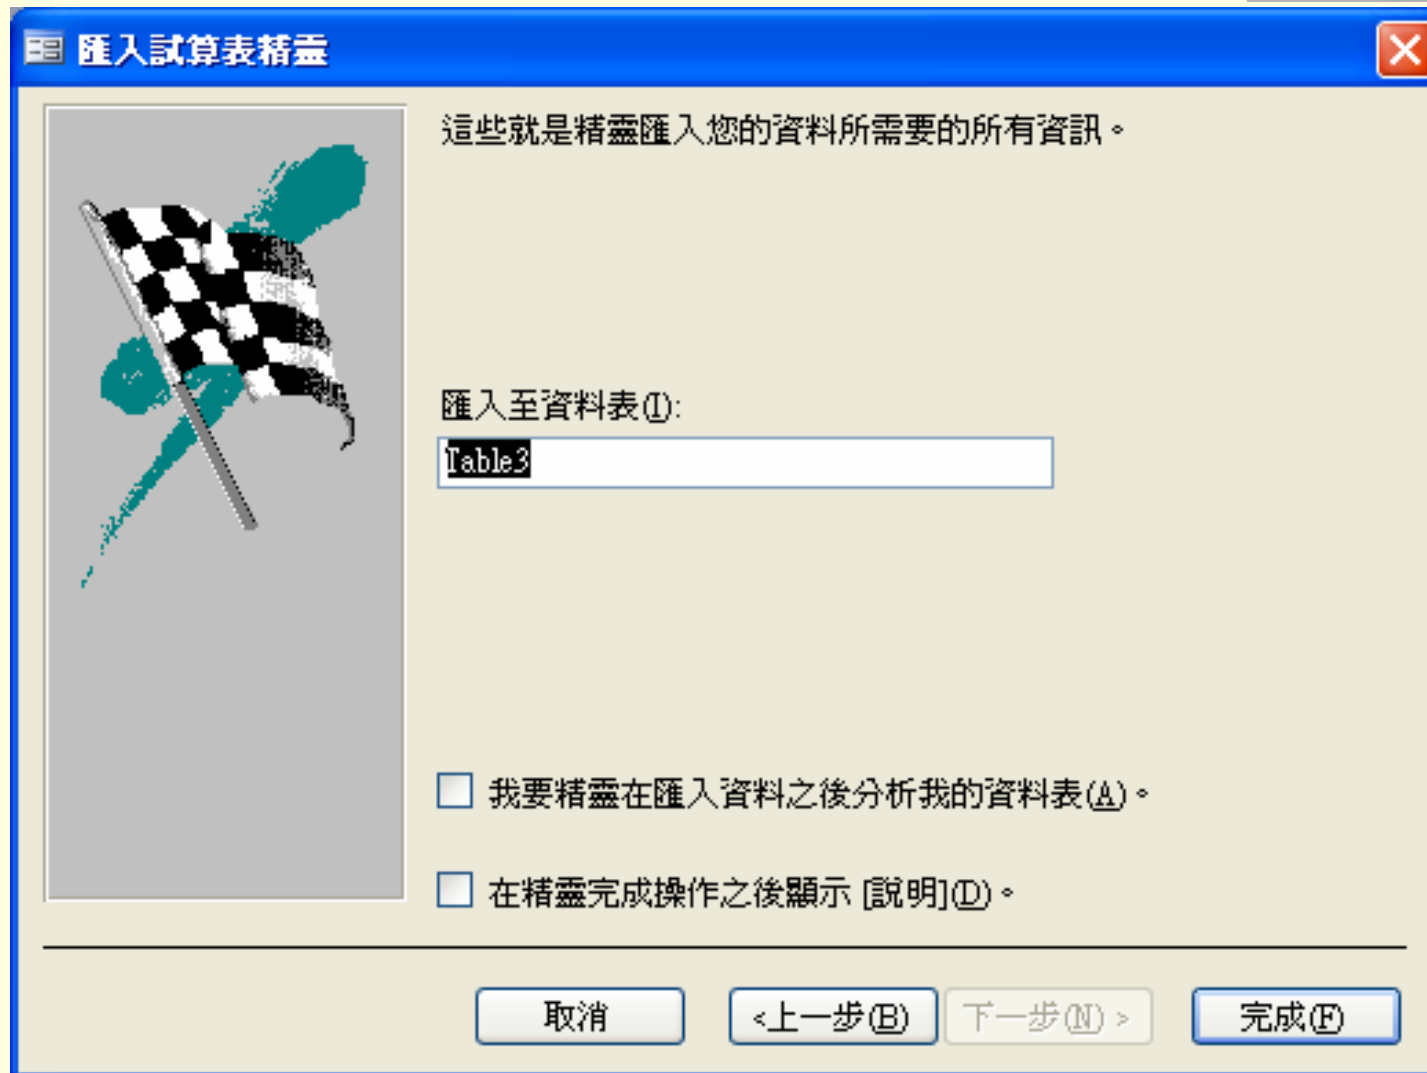 匯入試算表精靈
這些就是精靈匯入您的資料所需要的所有資訊。
匯入至資料表(I):
Table3
我要精靈在匯入資料之後分析我的資料表(A)。
在精靈完成操作之後顯示 [說明](D)。
取消
<上一步(B)
下一步(N) >
完成(F)